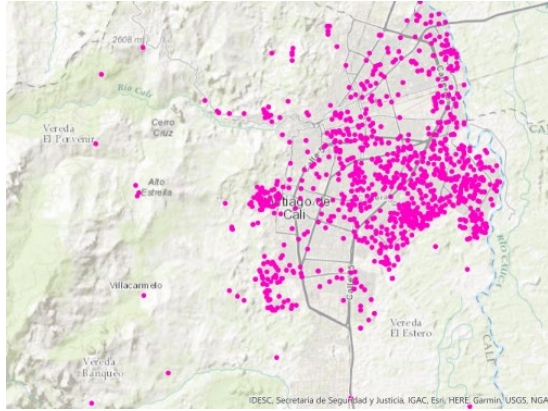 2608 m
Río Cali
Cerro
Cruz
Vereda
El Porvenir
Alto
Estrella
Santiago de
Cali
Villacarmelo
Vereda
El Estero
RÍO CAUCA
CALI
Vereda
Banqueo
IDESC, Secretaria de Seguridad y Justicia, IGAC, Esri, HERE, Garmin, USGS, NGA